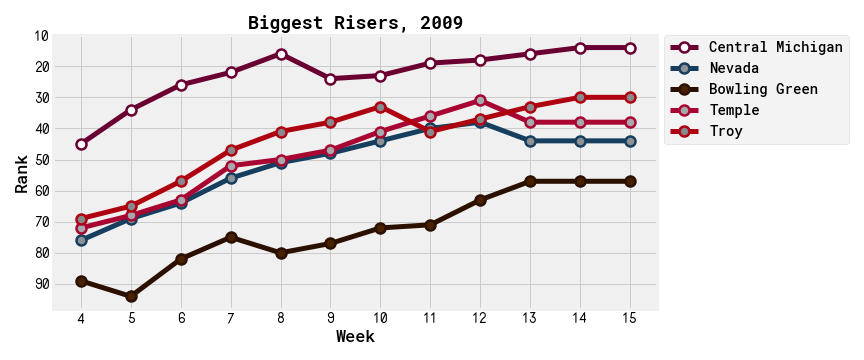 Biggest Risers, 2009
10
20
30
40
50
60
70
80
90
Rank
4 5 6 7 8 9 10 11 12 13 14 15
Week
Central Michigan
Nevada
Bowling Green
Temple
Troy